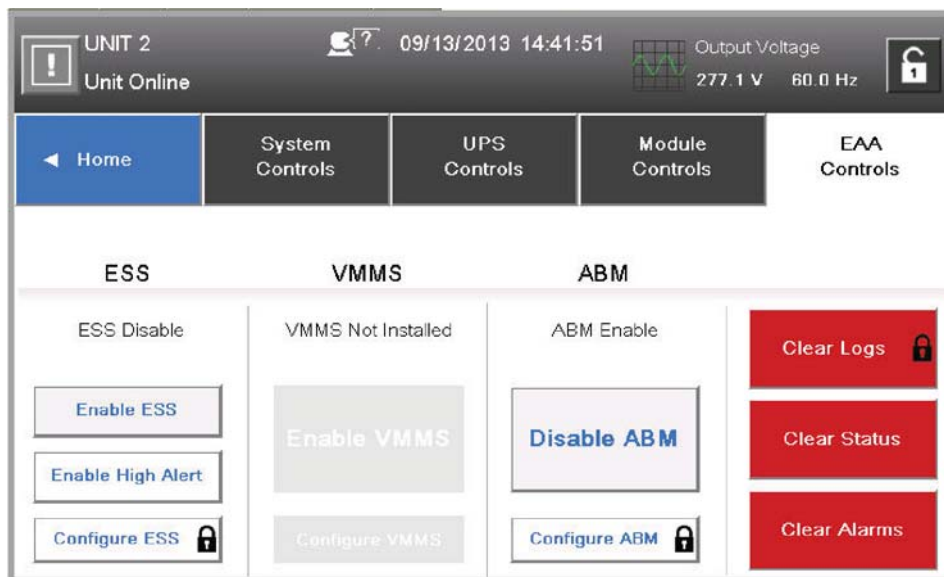 UNIT 2
Unit Online
?
09/13/2013 14:41:51
Output Voltage
277.1 V 60.0 Hz
1
◄ Home
System
Controls
UPS
Controls
Module
Controls
EAA
Controls
ESS
VMMS
ABM
ESS Disable
VMMS Not Installed
ABM Enable
Clear Logs
Enable ESS
Enable VMMS
Disable ABM
Clear Status
Enable High Alert
Configure ESS
Configure VMMS
Configure ABM
Clear Alarms